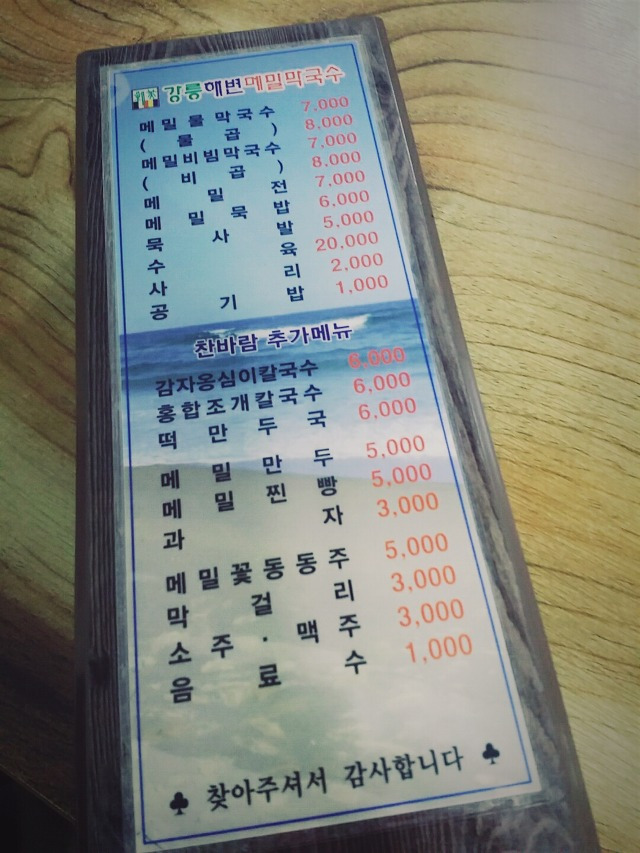 강릉해변메밀막국수
메밀물막국수 7,000
( 물 곱 ) 8,000
메밀비빔막국수 7,000
( 비 곱 ) 8,000
메 밀 전 7,000
메 밀 묵 밥 6,000
묵 사 발 5,000
수 육 20,000
사 리 2,000
공 기 밥 1,000
찬바람 추가메뉴
감자옹심이칼국수 6,000
홍합조개칼국수 6,000
떡 만 두 국 6,000
메 밀 만 두 5,000
메 밀 찐 빵 5,000
과 자 3,000
메밀꽃동동주 5,000
막 걸 리 3,000
소 주 · 맥 주 3,000
음 료 수 1,000
♣ 찾아주셔서 감사합니다 ♣